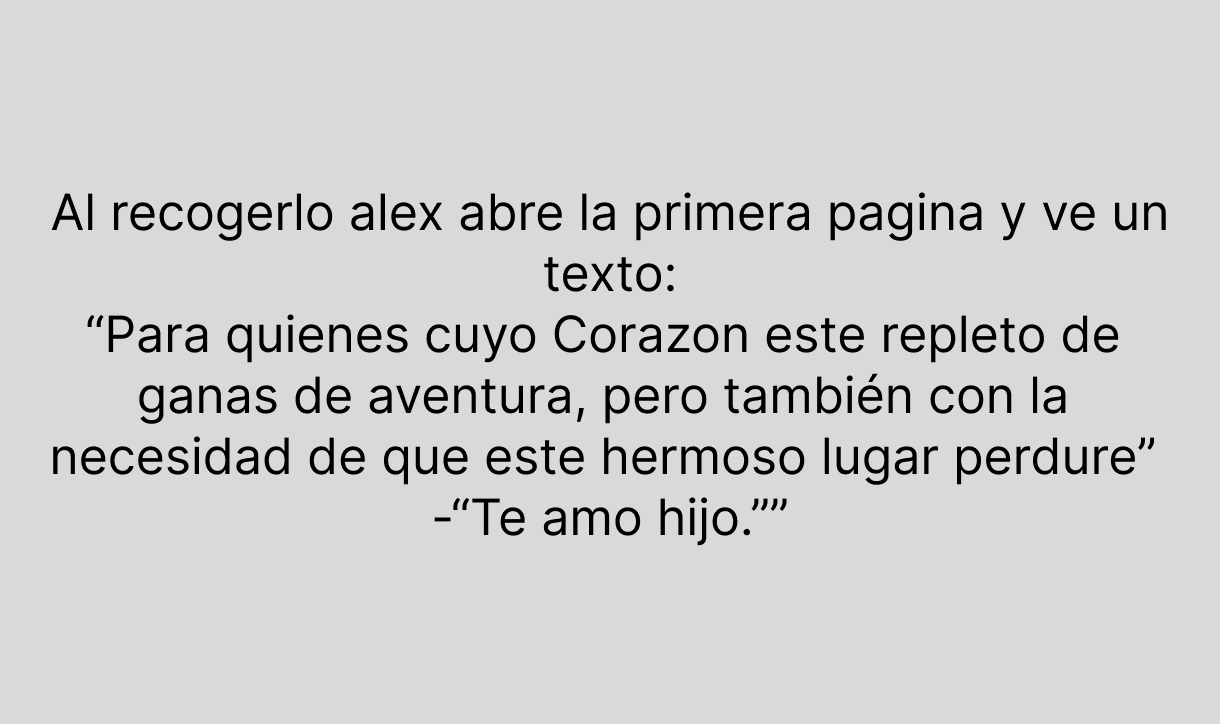 Al recogerlo alex abre la primera pagina y ve un
texto:
“Para quienes cuyo Corazon este repleto de
ganas de aventura, pero también con la
necesidad de que este hermoso lugar perdure”
-“Te amo hijo.””